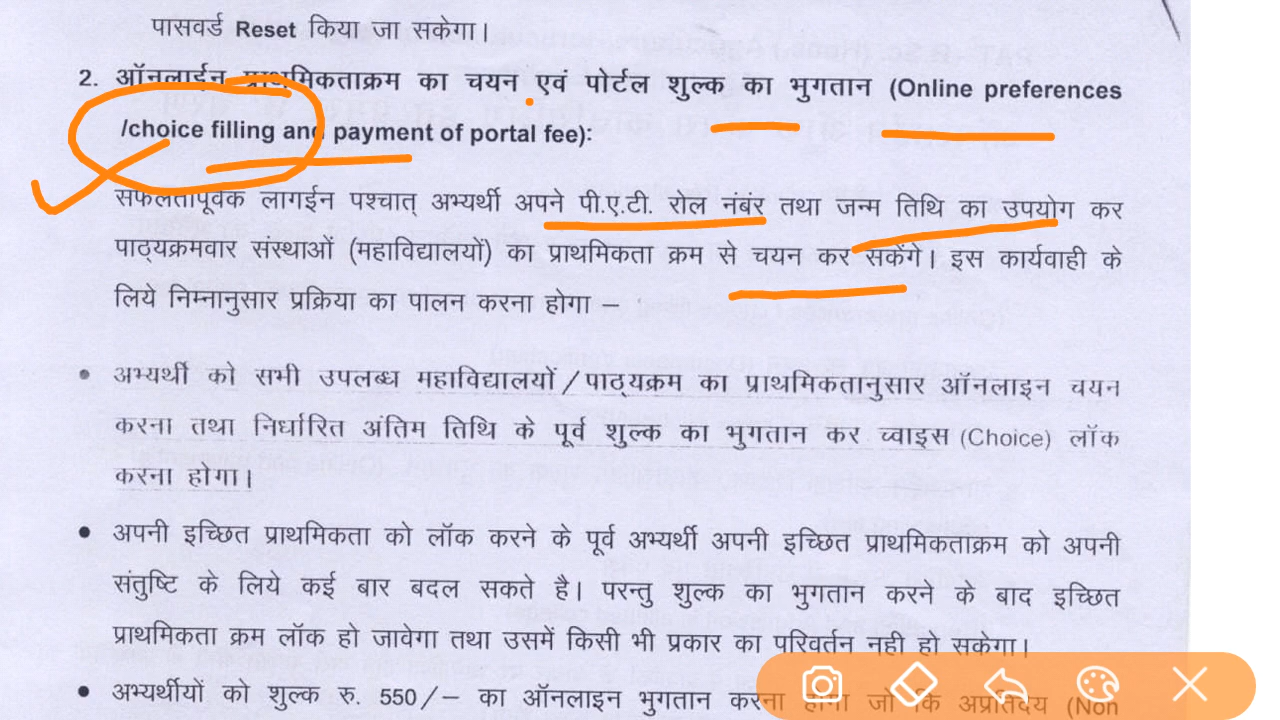 पासवर्ड Reset किया जा सकेगा।
2. ऑनलाईन प्राथमिकताक्रम का चयन एवं पोर्टल शुल्क का भुगतान (Online preferences
/choice filling and payment of portal fee):
सफलतापूर्वक लागईन पश्चात् अभ्यर्थी अपने पी.ए.टी. रोल नंबर तथा जन्म तिथि का उपयोग कर
पाठ्यक्रमवार संस्थाओं (महाविद्यालयों) का प्राथमिकता क्रम से चयन कर सकेंगे। इस कार्यवाही के
लिये निम्नानुसार प्रक्रिया का पालन करना होगा –
• अभ्यर्थी को सभी उपलब्ध महाविद्यालयों/पाठ्यक्रम का प्राथमिकतानुसार ऑनलाइन चयन
करना तथा निर्धारित अंतिम तिथि के पूर्व शुल्क का भुगतान कर च्वाइस (Choice) लॉक
करना होगा।
• अपनी इच्छित प्राथमिकता को लॉक करने के पूर्व अभ्यर्थी अपनी इच्छित प्राथमिकताक्रम को अपनी
संतुष्टि के लिये कई बार बदल सकते है। परन्तु शुल्क का भुगतान करने के बाद इच्छित
प्राथमिकता क्रम लॉक हो जावेगा तथा उसमें किसी भी प्रकार का परिवर्तन नही हो सकेगा।
• अभ्यर्थीयों को शुल्क रु. 550/– का ऑनलाइन भुगतान करना होगा जो कि अप्रतिदेय (Non